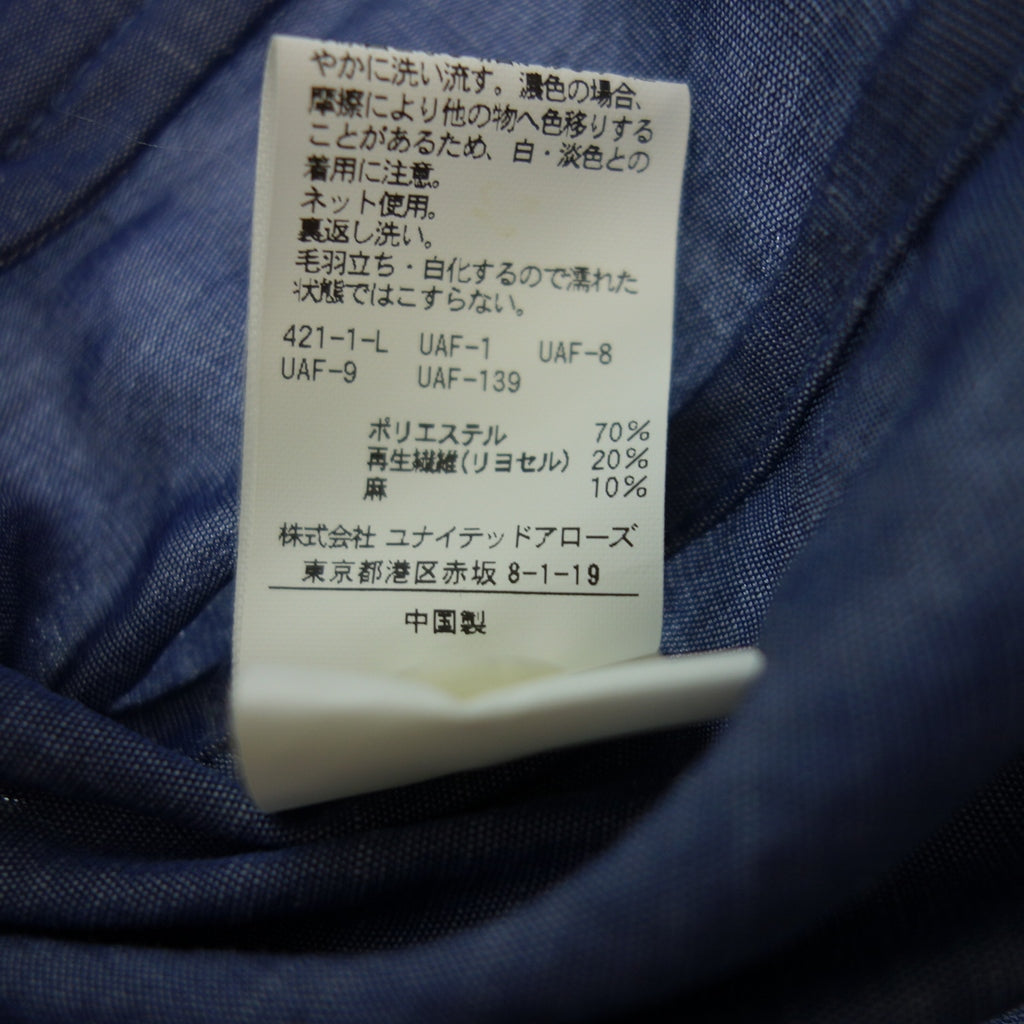 やかに洗い流す。濃色の場合、
摩擦により他の物へ色移りする
ことがあるため、白・淡色との
着用に注意。
ネット使用。
裏返し洗い。
毛羽立ち・白化するので濡れた
状態ではこすらない。
421-1-L UAF-1 UAF-8
UAF-9 UAF-139
ポリエステル 70%
再生繊維(リヨセル) 20%
麻 10%
株式会社 ユナイテッドアローズ
東京都港区赤坂 8-1-19
中国製